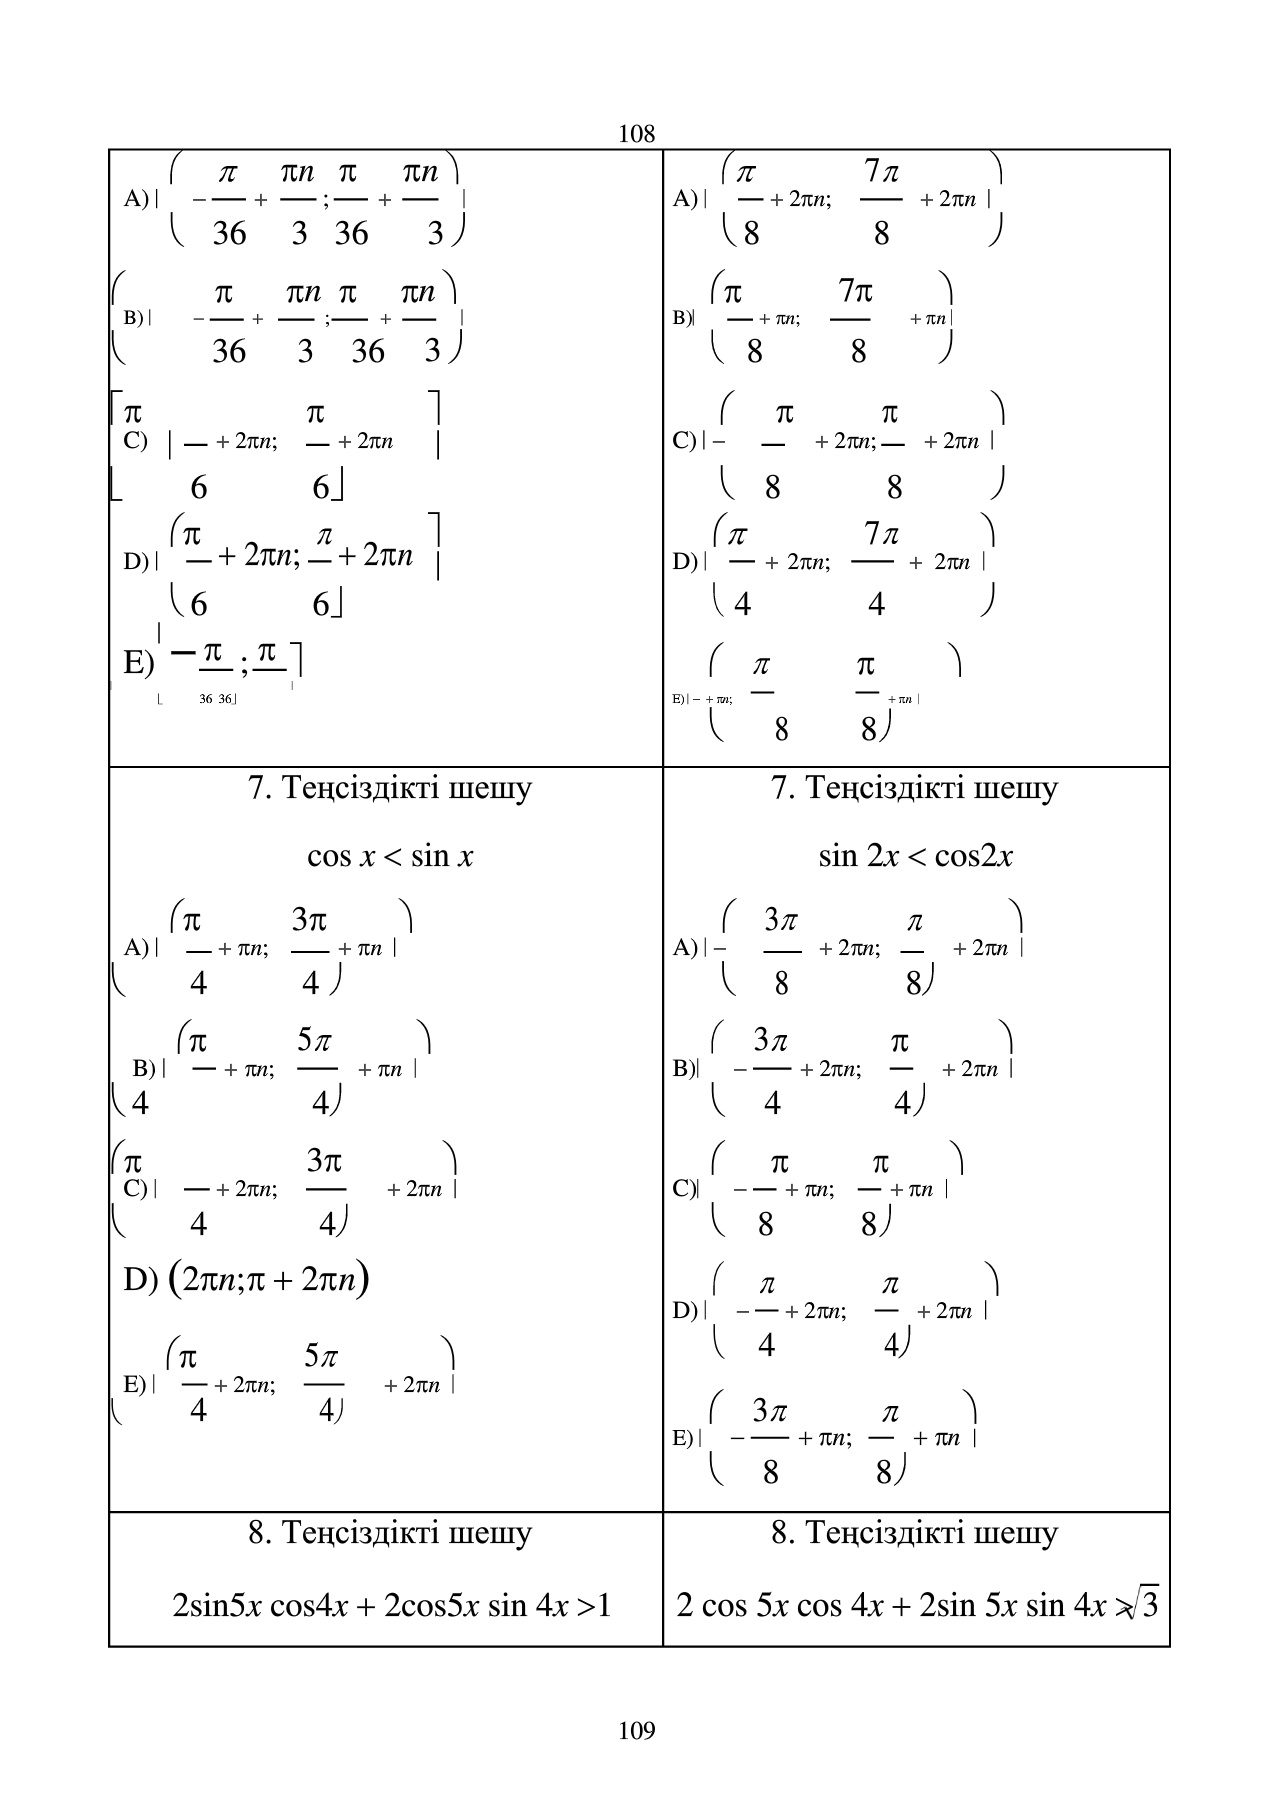 108
A) ( −π/36 + πn/3 ; π/36 + πn/3 )
B) ( −π/36 + πn/3 ; π/36 + πn/3 )
C) [ π/6 + 2πn; π/6 + 2πn ]
D) ( π/6 + 2πn; π/6 + 2πn ]
E) [ −π/36 ; π/36 ]
A) ( π/8 + 2πn; 7π/8 + 2πn )
B) ( π/8 + πn; 7π/8 + πn )
C) ( −π/8 + 2πn; π/8 + 2πn )
D) ( π/4 + 2πn; 7π/4 + 2πn )
E) ( −π/8 + πn; π/8 + πn )
7. Теңсіздікті шешу
cos x < sin x
A) ( π/4 + πn; 3π/4 + πn )
B) ( π/4 + πn; 5π/4 + πn )
C) ( π/4 + 2πn; 3π/4 + 2πn )
D) (2πn;π + 2πn)
E) ( π/4 + 2πn; 5π/4 + 2πn )
7. Теңсіздікті шешу
sin 2x < cos2x
A) ( −3π/8 + 2πn; π/8 + 2πn )
B) ( −3π/4 + 2πn; π/4 + 2πn )
C) ( −π/8 + πn; π/8 + πn )
D) ( −π/4 + 2πn; π/4 + 2πn )
E) ( −3π/8 + πn; π/8 + πn )
8. Теңсіздікті шешу
2sin5x cos4x + 2cos5x sin 4x >1
8. Теңсіздікті шешу
2 cos 5x cos 4x + 2sin 5x sin 4x > √3
109